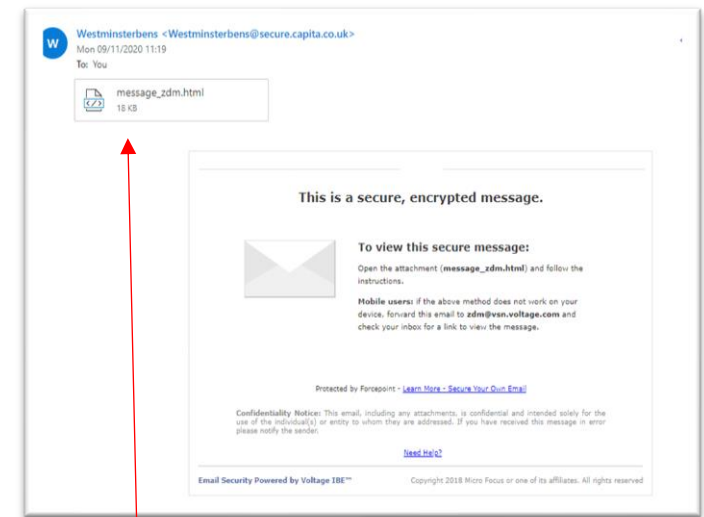 W
Westminsterbens <Westminsterbens@secure.capita.co.uk>
Mon 09/11/2020 11:19
To: You
message_zdm.html
18 KB
This is a secure, encrypted message.
To view this secure message:
Open the attachment (message_zdm.html) and follow the
instructions.
Mobile users: if the above method does not work on your
device, forward this email to zdm@vsn.voltage.com and
check your inbox for a link to view the message.
Protected by Forcepoint - Learn More - Secure Your Own Email
Confidentiality Notice: This email, including any attachments, is confidential and intended solely for the
use of the individual(s) or entity to whom they are addressed. If you have received this message in error
please notify the sender.
Need Help?
Email Security Powered by Voltage IBE™
Copyright 2018 Micro Focus or one of its affiliates. All rights reserved